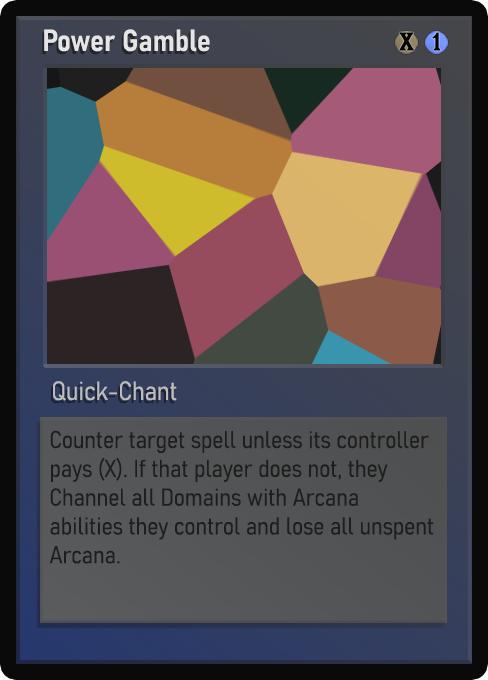 Power Gamble X 1
Quick-Chant
Counter target spell unless its controller
pays (X). If that player does not, they
Channel all Domains with Arcana
abilities they control and lose all unspent
Arcana.